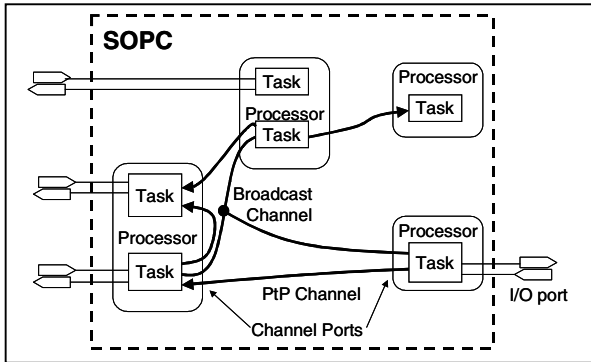 SOPC
Task
Processor
Task
Processor
Task
Task
Processor
Task
Broadcast
Channel
Processor
Task
PtP Channel
I/O port
Channel Ports